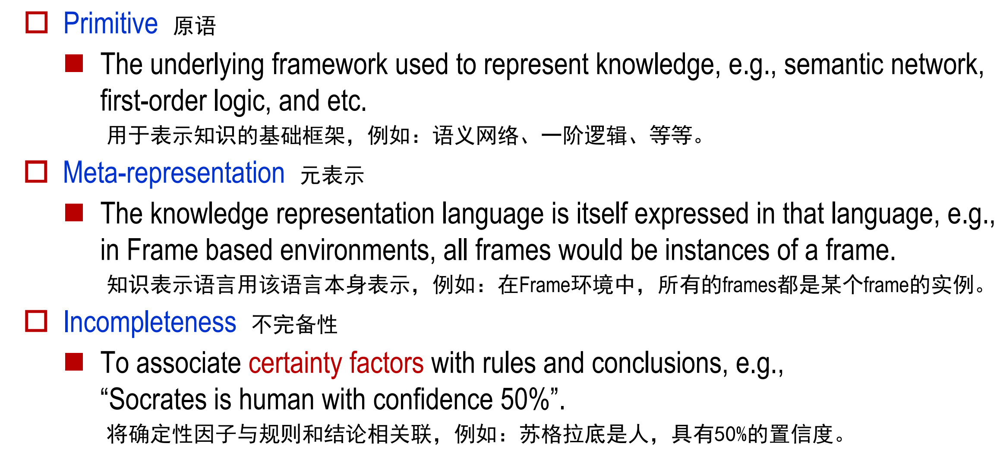 Primitive 原语
The underlying framework used to represent knowledge, e.g., semantic network,
first-order logic, and etc.
用于表示知识的基础框架，例如：语义网络、一阶逻辑、等等。
Meta-representation 元表示
The knowledge representation language is itself expressed in that language, e.g.,
in Frame based environments, all frames would be instances of a frame.
知识表示语言用该语言本身表示，例如：在Frame环境中，所有的frames都是某个frame的实例。
Incompleteness 不完备性
To associate certainty factors with rules and conclusions, e.g.,
“Socrates is human with confidence 50%”.
将确定性因子与规则和结论相关联，例如：苏格拉底是人，具有50%的置信度。